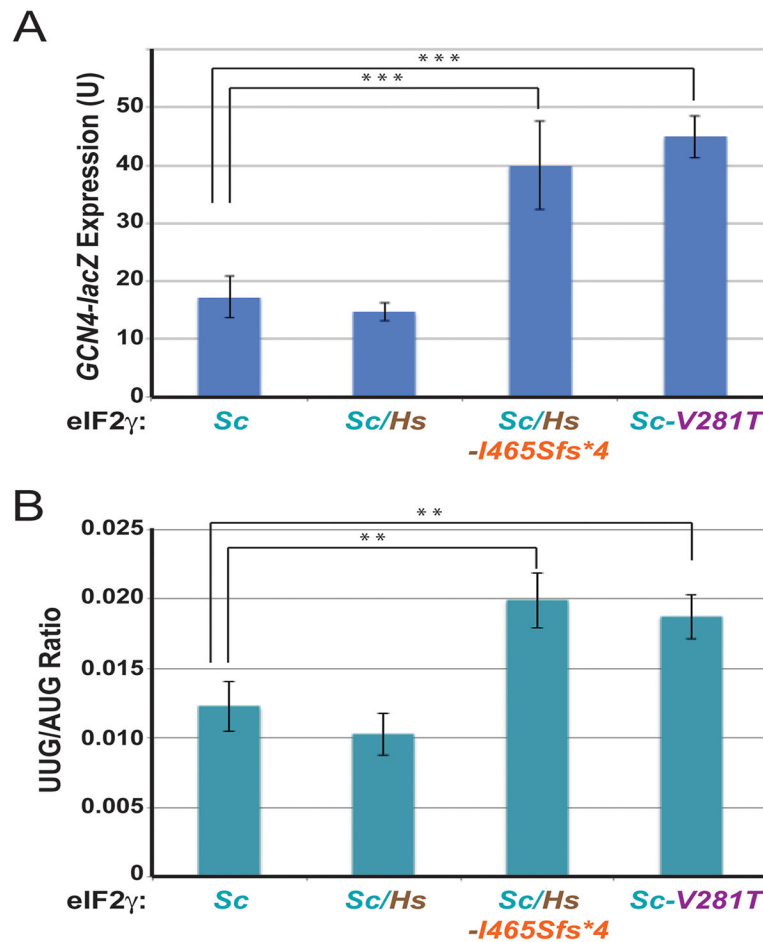 A
GCN4-lacZ Expression (U)
* * *
* * *
50
40
30
20
10
0
eIF2γ: Sc Sc/Hs Sc/Hs Sc-V281T
-I465Sfs*4
B
UUG/AUG Ratio
* *
* *
0.025
0.020
0.015
0.010
0.005
0
eIF2γ: Sc Sc/Hs Sc/Hs Sc-V281T
-I465Sfs*4